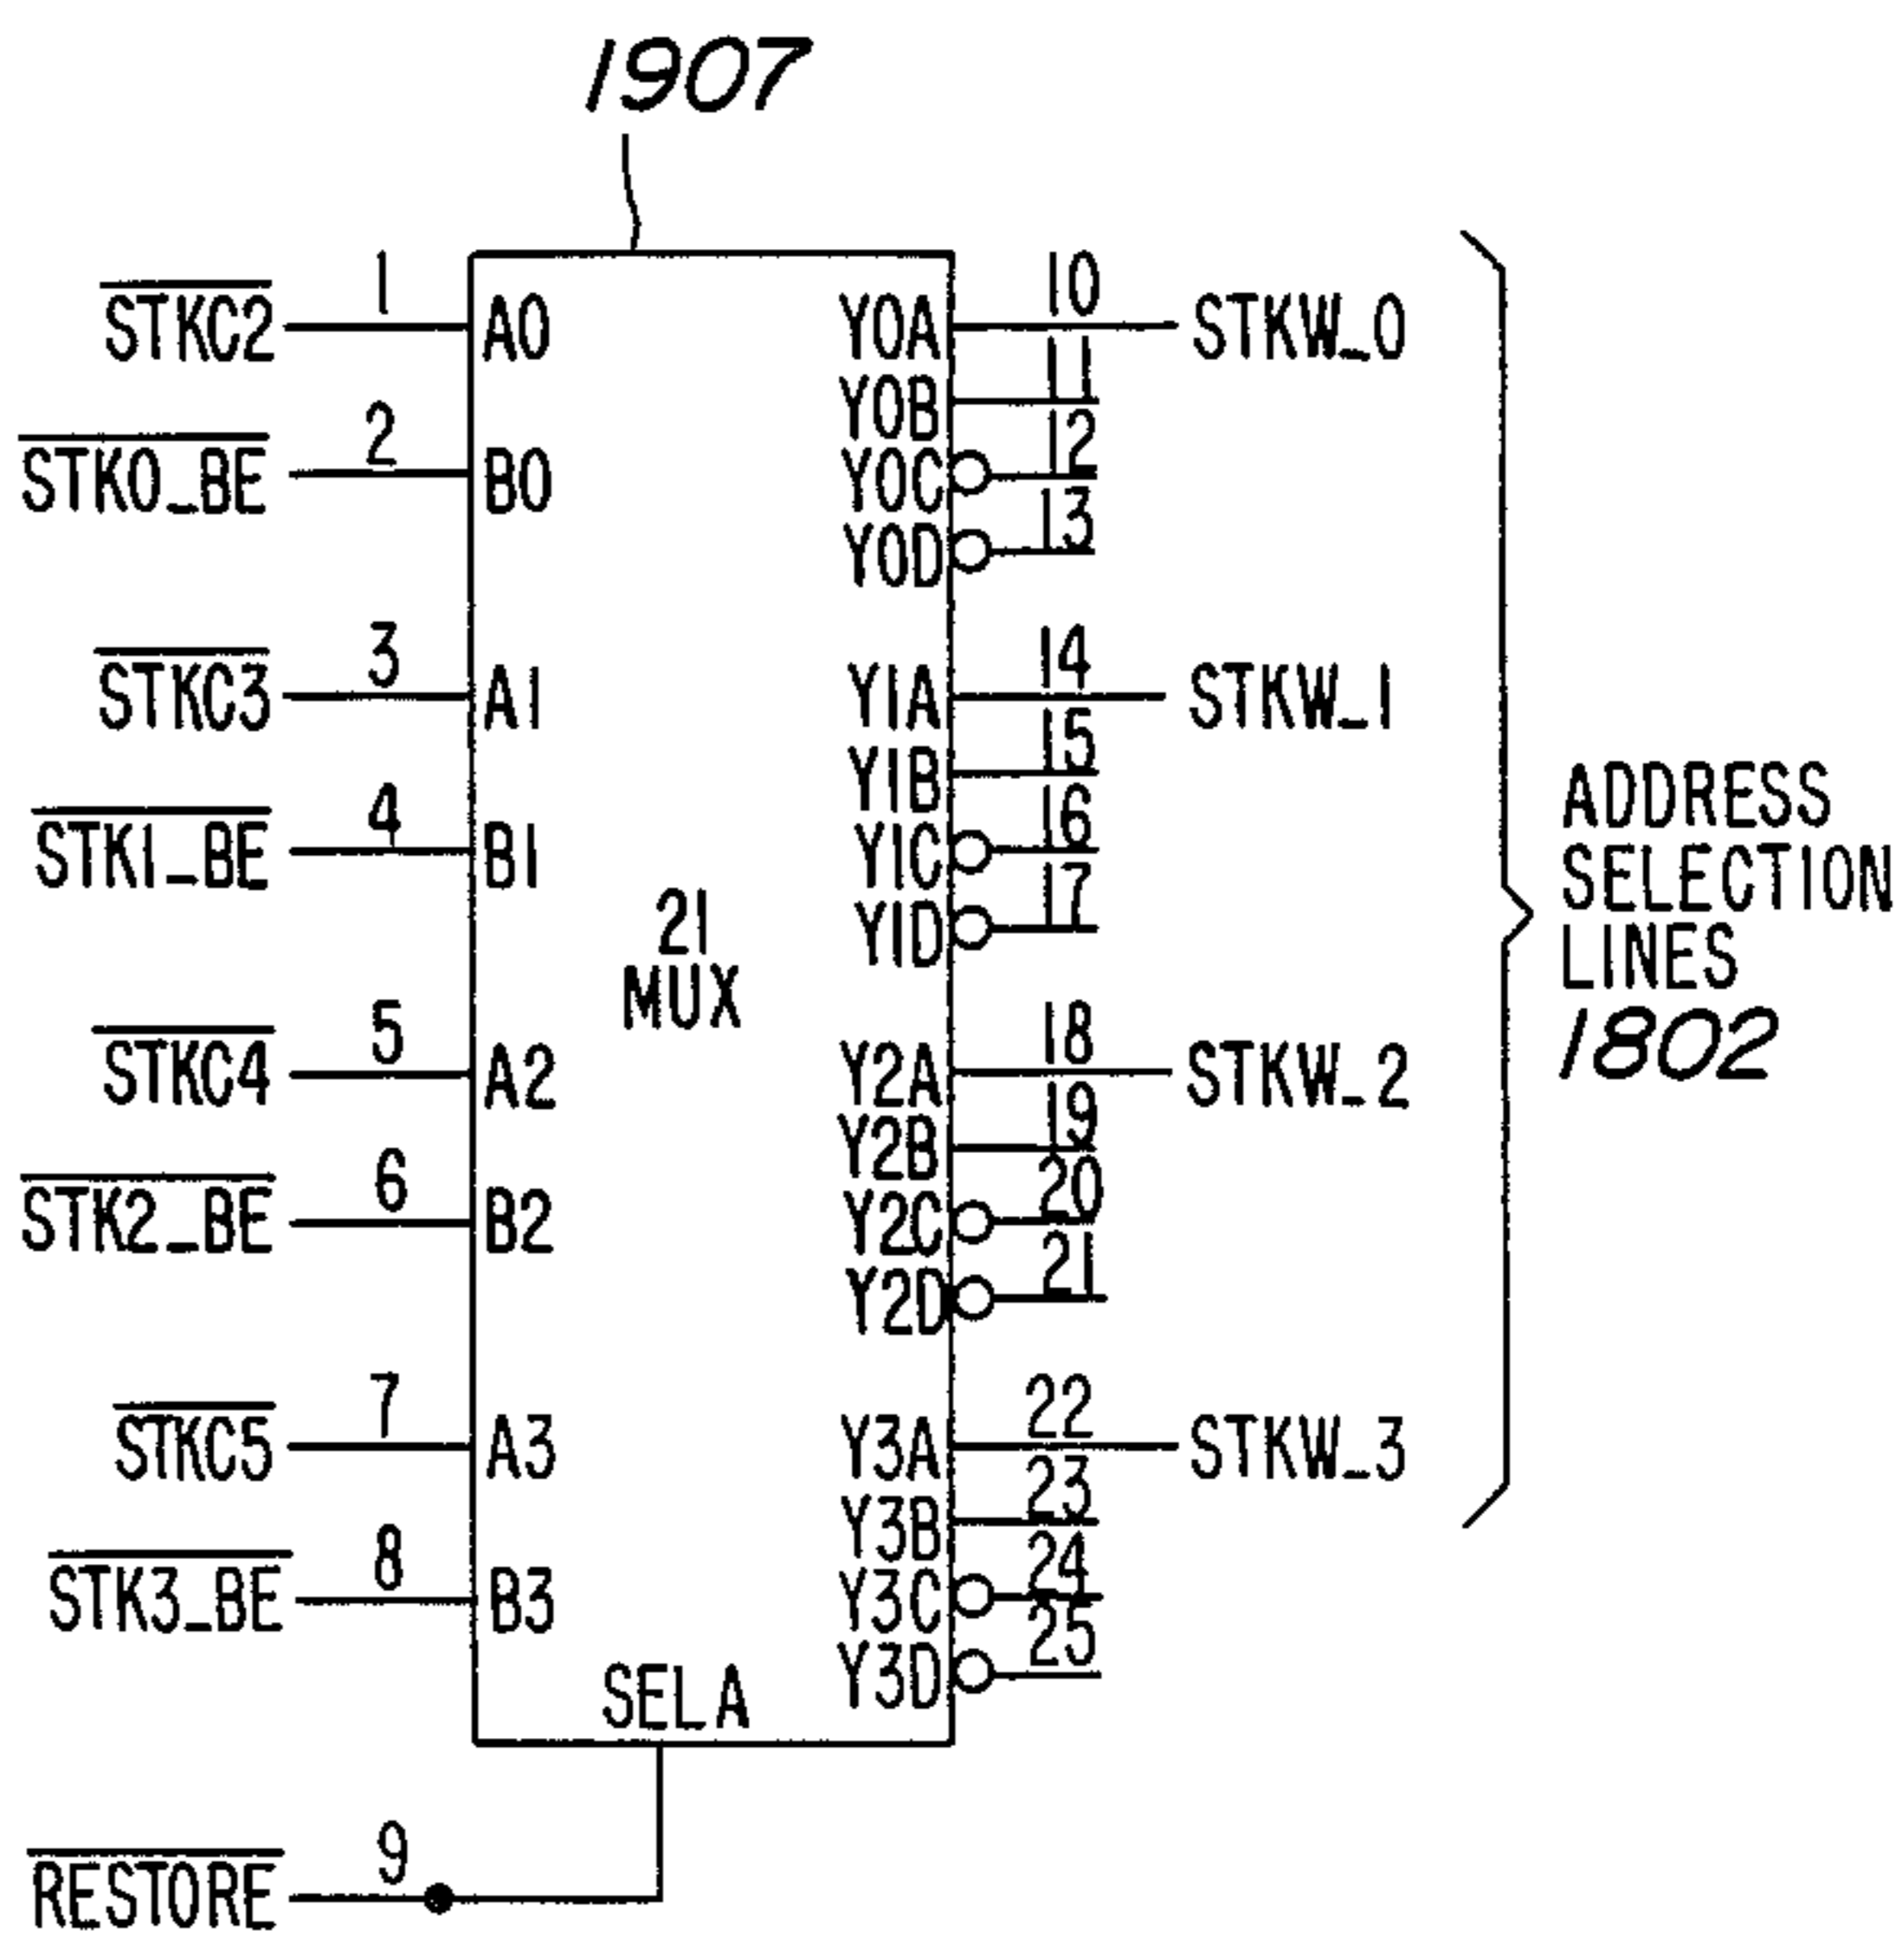 1907
STKC2 1 A0 Y0A 10 STKW_0
Y0B 11
STK0_BE 2 B0 Y0C 12
Y0D 13
STKC3 3 A1 Y1A 14 STKW_1
Y1B 15
STK1_BE 4 B1 Y1C 16
Y1D 17
21
MUX
STKC4 5 A2 Y2A 18 STKW_2
Y2B 19
STK2_BE 6 B2 Y2C 20
Y2D 21
STKC5 7 A3 Y3A 22 STKW_3
Y3B 23
STK3_BE 8 B3 Y3C 24
Y3D 25
SELA
RESTORE 9
ADDRESS
SELECTION
LINES
1802